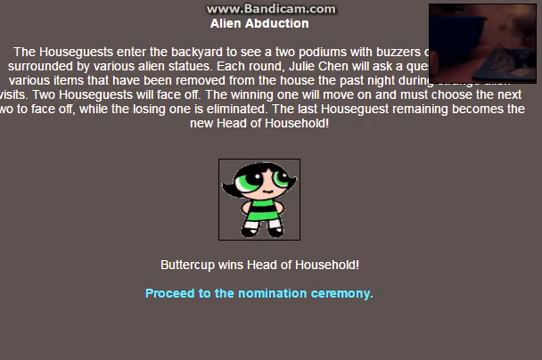 www.Bandicam.com
Alien Abduction
The Houseguests enter the backyard to see a two podiums with buzzers
surrounded by various alien statues. Each round, Julie Chen will ask a
various items that have been removed from the house the past night during
visits. Two Houseguests will face off. The winning one will move on and must choose the next
wo to face off, while the losing one is eliminated. The last Houseguest remaining becomes the
new Head of Household!
Buttercup wins Head of Household!
Proceed to the nomination ceremony.